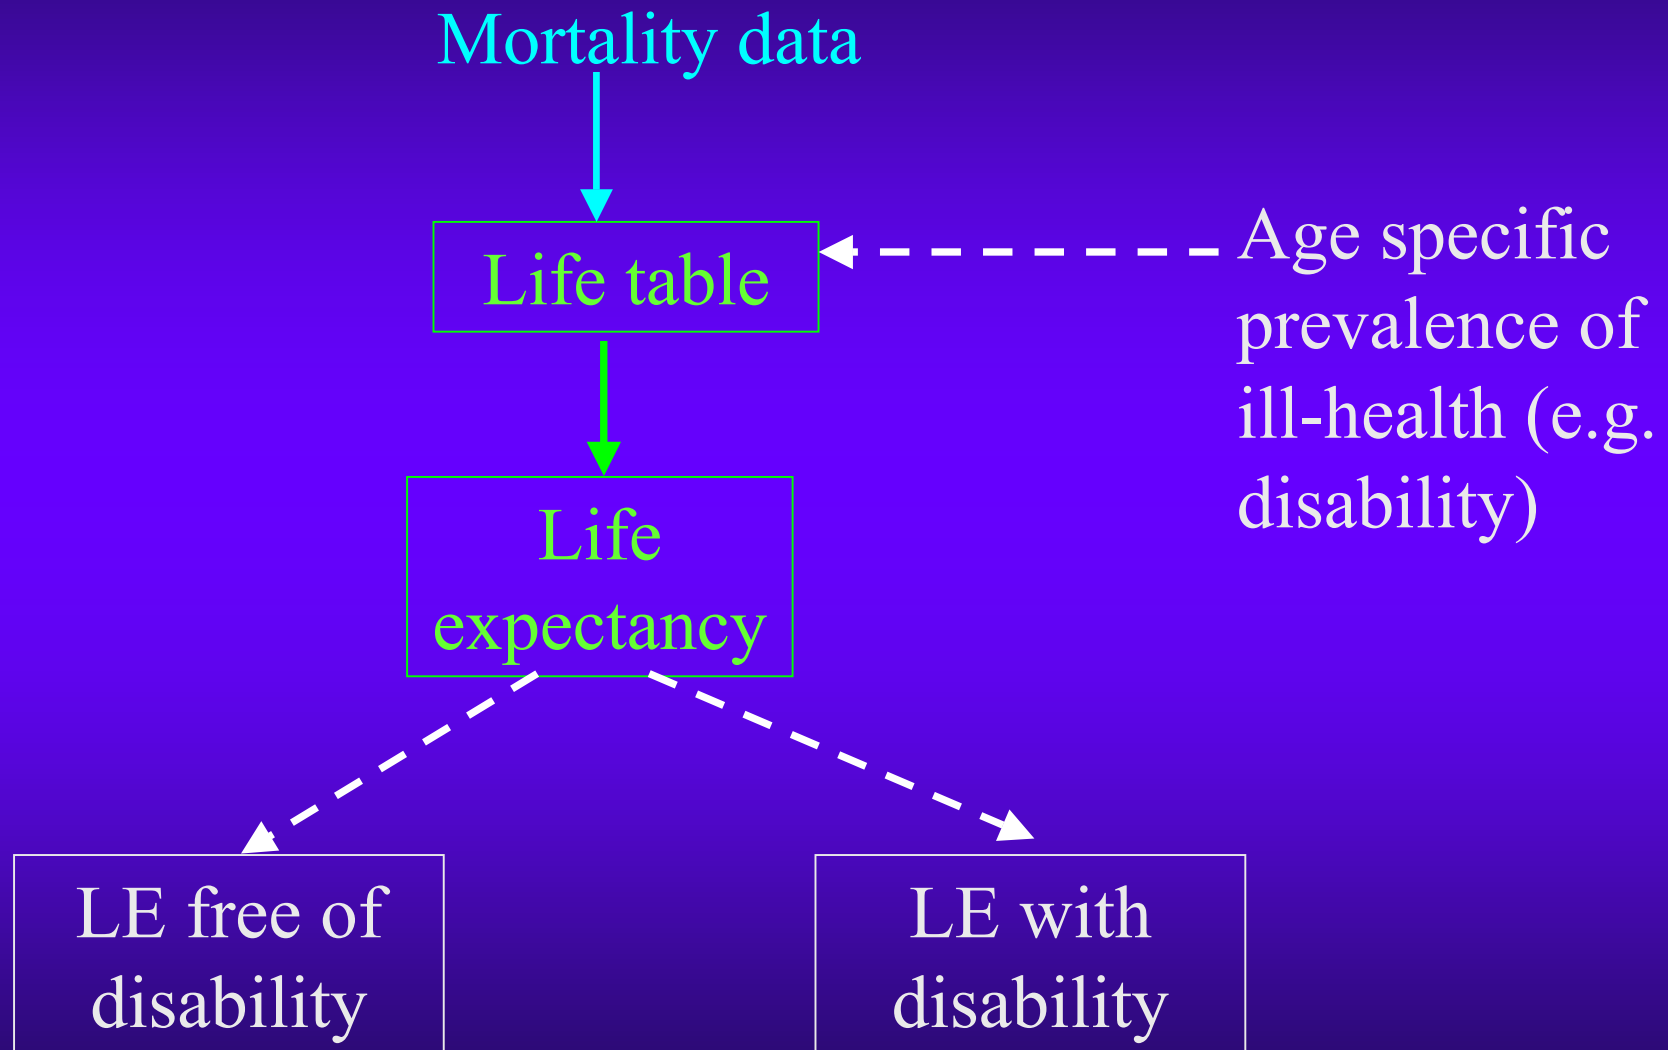 Mortality data
Life table
Age specific
prevalence of
ill-health (e.g.
disability)
Life
expectancy
LE free of
disability
LE with
disability